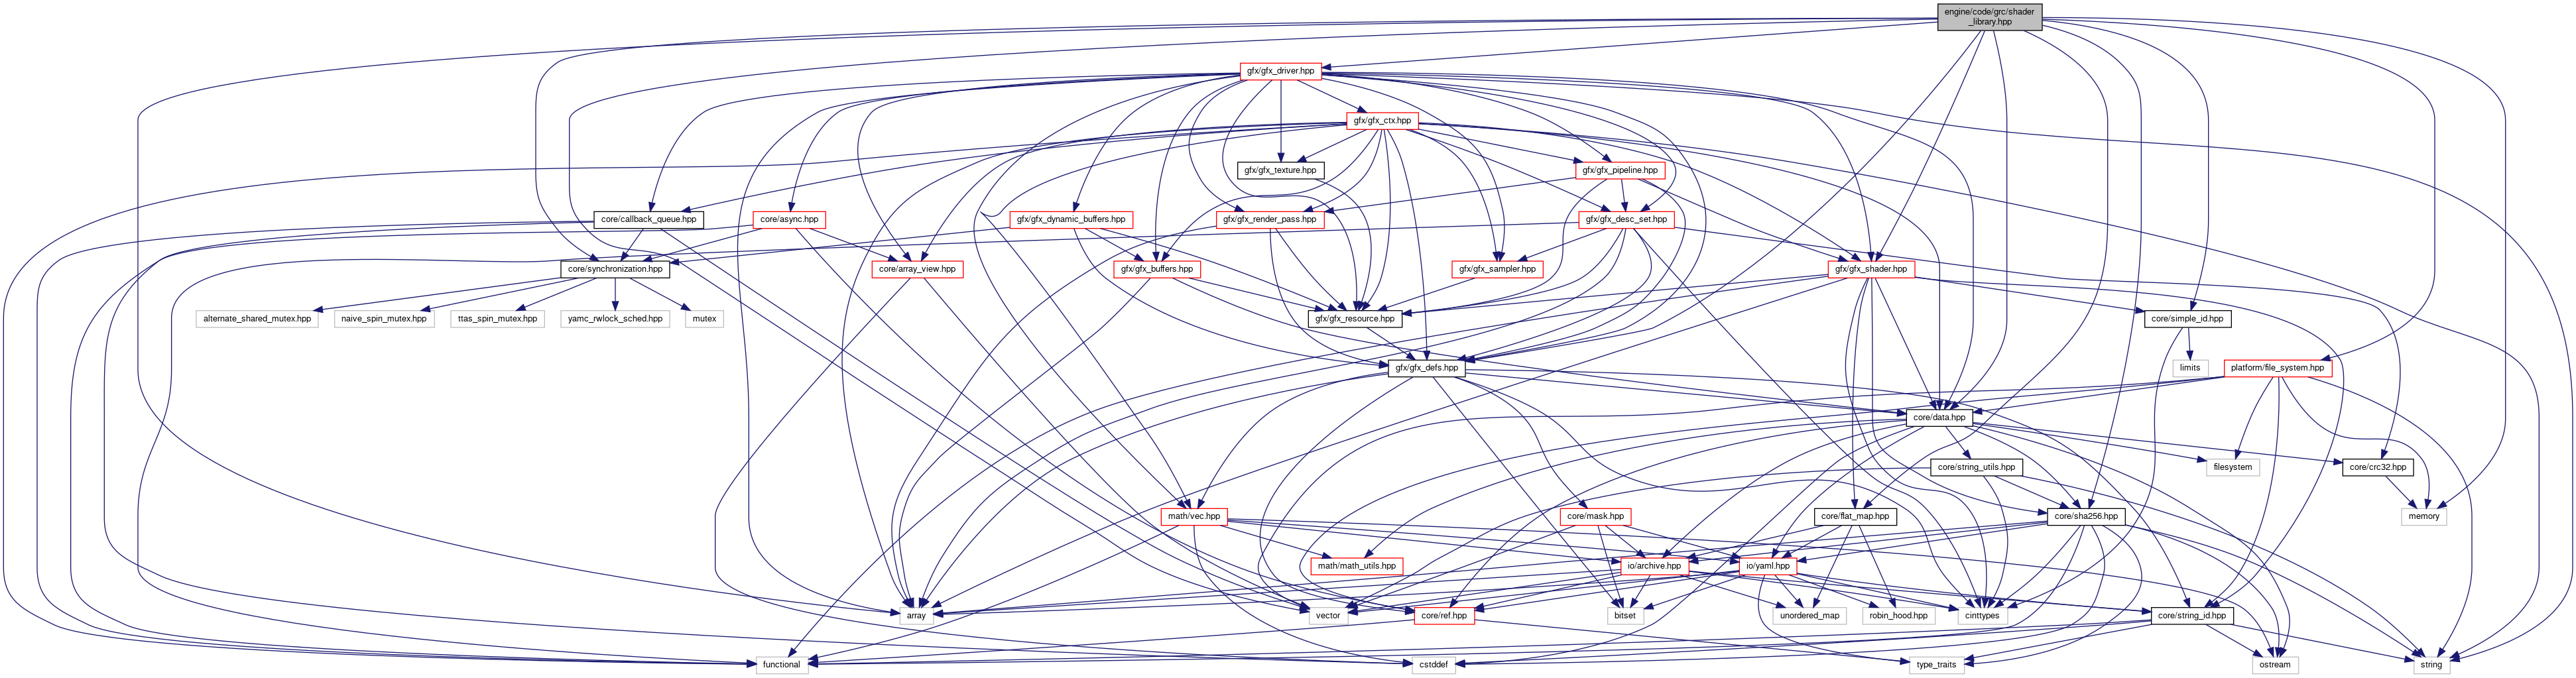 engine/code/grc/shader
_library.hpp
gfx/gfx_driver.hpp
gfx/gfx_ctx.hpp
gfx/gfx_texture.hpp
gfx/gfx_pipeline.hpp
core/callback_queue.hpp
core/async.hpp
gfx/gfx_dynamic_buffers.hpp
gfx/gfx_render_pass.hpp
gfx/gfx_desc_set.hpp
core/synchronization.hpp
core/array_view.hpp
gfx/gfx_buffers.hpp
gfx/gfx_sampler.hpp
gfx/gfx_shader.hpp
alternate_shared_mutex.hpp
naive_spin_mutex.hpp
ttas_spin_mutex.hpp
yamc_rwlock_sched.hpp
mutex
gfx/gfx_resource.hpp
core/simple_id.hpp
gfx/gfx_defs.hpp
limits
platform/file_system.hpp
core/data.hpp
core/string_utils.hpp
filesystem
core/crc32.hpp
math/vec.hpp
core/mask.hpp
core/flat_map.hpp
core/sha256.hpp
memory
math/math_utils.hpp
io/archive.hpp
io/yaml.hpp
array
vector
core/ref.hpp
bitset
unordered_map
robin_hood.hpp
cinttypes
core/string_id.hpp
functional
cstddef
type_traits
ostream
string